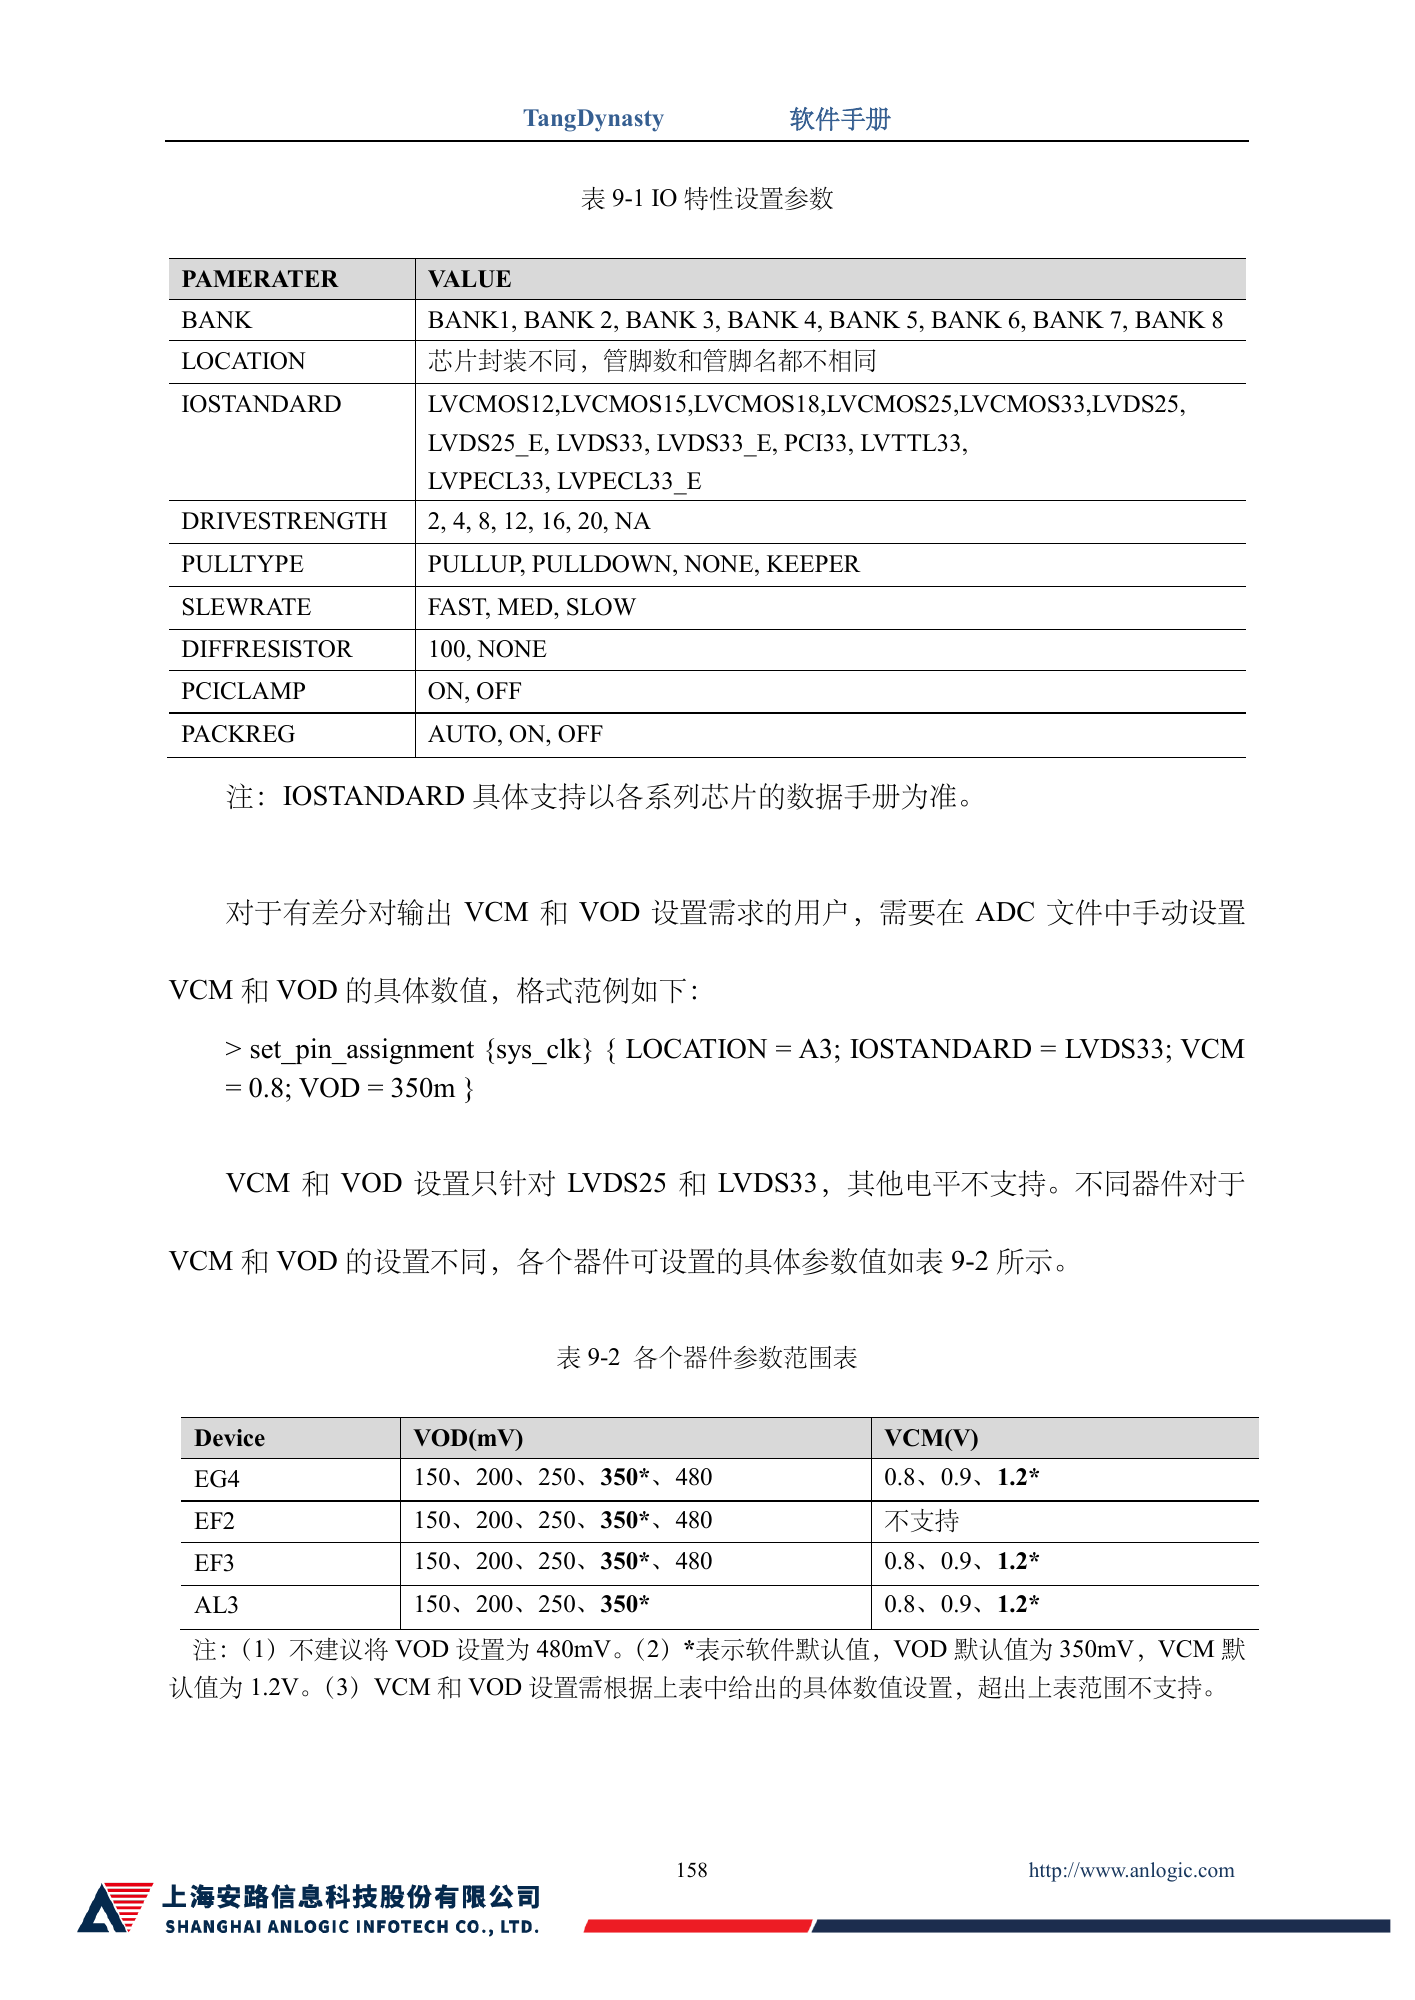 TangDynasty 软件手册
表 9-1 IO 特性设置参数
PAMERATER VALUE
BANK BANK1, BANK 2, BANK 3, BANK 4, BANK 5, BANK 6, BANK 7, BANK 8
LOCATION 芯片封装不同，管脚数和管脚名都不相同
IOSTANDARD LVCMOS12,LVCMOS15,LVCMOS18,LVCMOS25,LVCMOS33,LVDS25,
LVDS25_E, LVDS33, LVDS33_E, PCI33, LVTTL33,
LVPECL33, LVPECL33_E
DRIVESTRENGTH 2, 4, 8, 12, 16, 20, NA
PULLTYPE PULLUP, PULLDOWN, NONE, KEEPER
SLEWRATE FAST, MED, SLOW
DIFFRESISTOR 100, NONE
PCICLAMP ON, OFF
PACKREG AUTO, ON, OFF
注：IOSTANDARD 具体支持以各系列芯片的数据手册为准。
对于有差分对输出 VCM 和 VOD 设置需求的用户，需要在 ADC 文件中手动设置
VCM 和 VOD 的具体数值，格式范例如下：
> set_pin_assignment {sys_clk} { LOCATION = A3; IOSTANDARD = LVDS33; VCM
= 0.8; VOD = 350m }
VCM 和 VOD 设置只针对 LVDS25 和 LVDS33，其他电平不支持。不同器件对于
VCM 和 VOD 的设置不同，各个器件可设置的具体参数值如表 9-2 所示。
表 9-2 各个器件参数范围表
Device VOD(mV) VCM(V)
EG4 150、200、250、350*、480 0.8、0.9、1.2*
EF2 150、200、250、350*、480 不支持
EF3 150、200、250、350*、480 0.8、0.9、1.2*
AL3 150、200、250、350* 0.8、0.9、1.2*
注：（1）不建议将 VOD 设置为 480mV。（2）*表示软件默认值，VOD 默认值为 350mV，VCM 默
认值为 1.2V。（3）VCM 和 VOD 设置需根据上表中给出的具体数值设置，超出上表范围不支持。
158 http://www.anlogic.com
上海安路信息科技股份有限公司
SHANGHAI ANLOGIC INFOTECH CO., LTD.